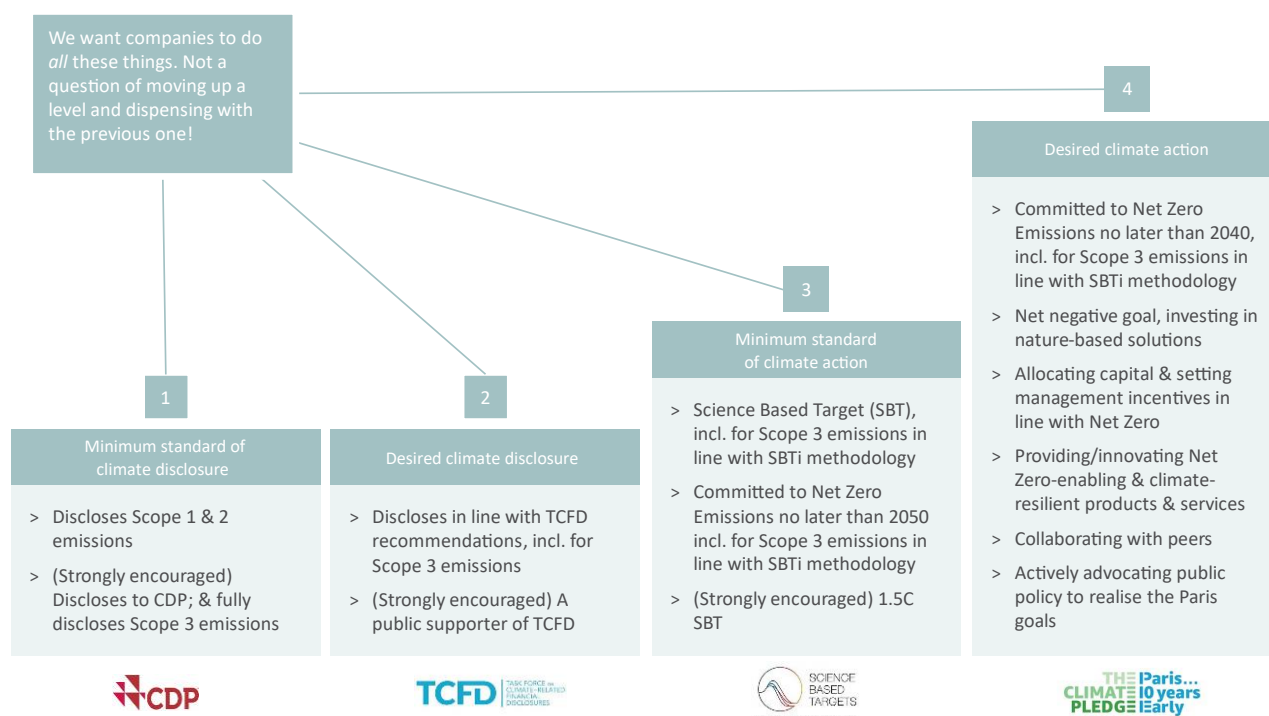 We want companies to do
all these things. Not a
question of moving up a
level and dispensing with
the previous one!
1
Minimum standard of
climate disclosure
> Discloses Scope 1 & 2
emissions
> (Strongly encouraged)
Discloses to CDP; & fully
discloses Scope 3 emissions
CDP
2
Desired climate disclosure
> Discloses in line with TCFD
recommendations, incl. for
Scope 3 emissions
> (Strongly encouraged) A
public supporter of TCFD
TCFD
TASK FORCE ON
CLIMATE-RELATED
FINANCIAL
DISCLOSURES
3
Minimum standard
of climate action
> Science Based Target (SBT),
incl. for Scope 3 emissions in
line with SBTi methodology
> Committed to Net Zero
Emissions no later than 2050
incl. for Scope 3 emissions in
line with SBTi methodology
> (Strongly encouraged) 1.5C
SBT
SCIENCE
BASED
TARGETS
4
Desired climate action
> Committed to Net Zero
Emissions no later than 2040,
incl. for Scope 3 emissions in
line with SBTi methodology
> Net negative goal, investing in
nature-based solutions
> Allocating capital & setting
management incentives in
line with Net Zero
> Providing/innovating Net
Zero-enabling & climate-
resilient products & services
> Collaborating with peers
> Actively advocating public
policy to realise the Paris
goals
THE
CLIMATE
PLEDGE
Paris...
10 years
Early